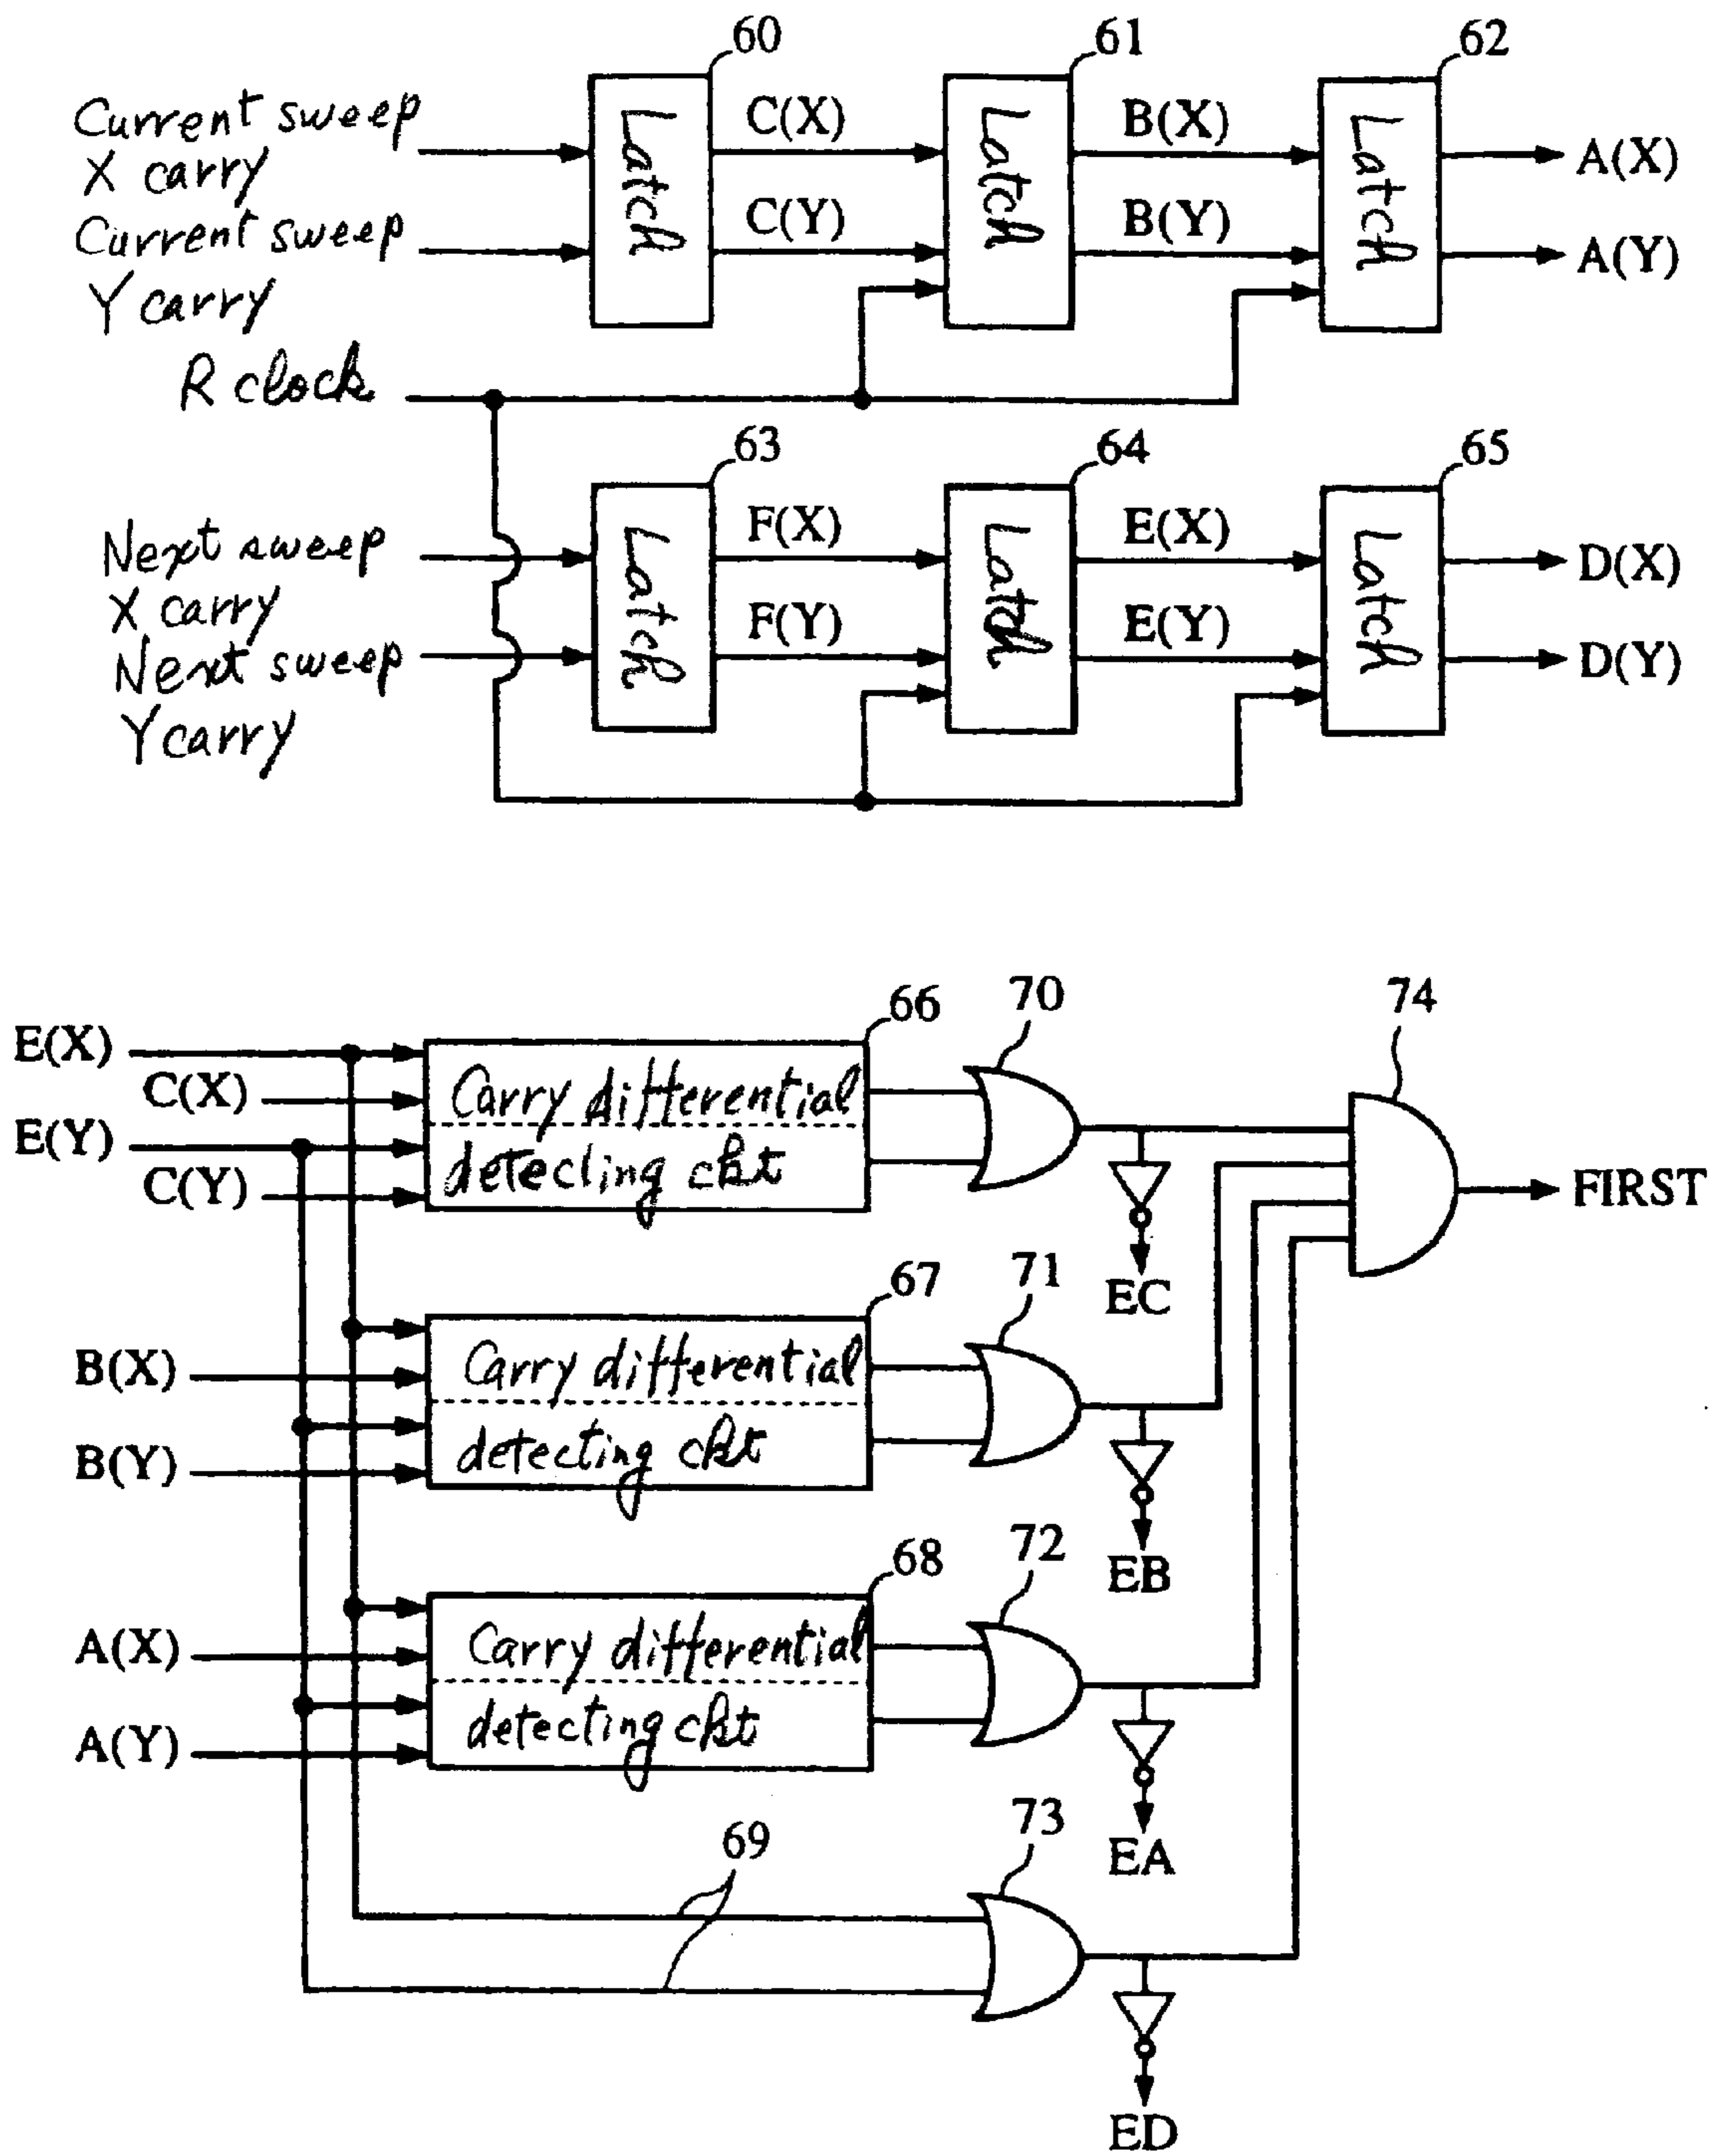 60
61
62
Current sweep
X carry
C(X)
B(X)
A(X)
Latch
Latch
Latch
Current sweep
Y carry
C(Y)
B(Y)
A(Y)
R clock
63
64
65
Next sweep
X carry
F(X)
E(X)
D(X)
Latch
Latch
Latch
Next sweep
Y carry
F(Y)
E(Y)
D(Y)
66
70
74
E(X)
C(X)
E(Y)
C(Y)
Carry differential
detecting ckt
FIRST
EC
67
71
B(X)
B(Y)
Carry differential
detecting ckt
EB
68
72
A(X)
A(Y)
Carry differential
detecting ckt
EA
69
73
ED